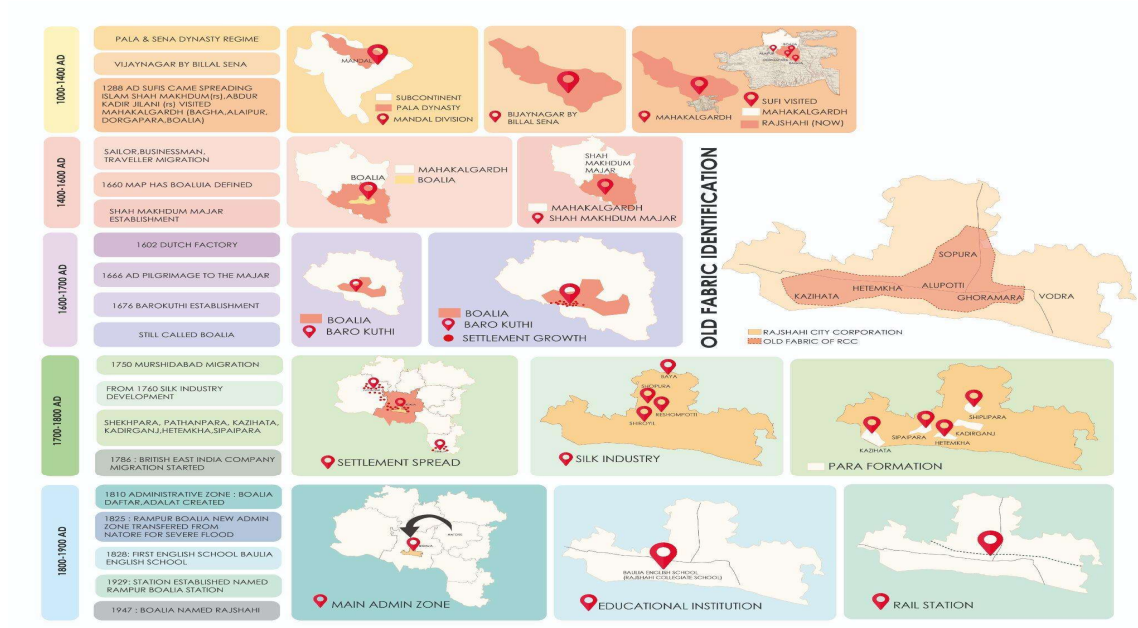 1000-1400 AD
PALA & SENA DYNASTY REGIME
VIJAYNAGAR BY BILLAL SENA
1288 AD SUFIS CAME SPREADING
ISLAM SHAH MAKHDUM(rs),ABDUR
KADIR JILANI (rs) VISITED
MAHAKALGARDH (BAGHA,ALAIPUR,
DORGAPARA,BOALIA)
MANDAL
SUBCONTINENT
PALA DYNASTY
MANDAL DIVISION
BIJAYNAGAR BY
BILLAL SENA
MAHAKALGARDH
SUFI VISITED
MAHAKALGARDH
RAJSHAHI (NOW)
1400-1600 AD
SAILOR,BUSINESSMAN,
TRAVELLER MIGRATION
1660 MAP HAS BOALUIA DEFINED
SHAH MAKHDUM MAJAR
ESTABLISHMENT
BOALIA
MAHAKALGARDH
BOALIA
SHAH
MAKHDUM
MAJAR
MAHAKALGARDH
SHAH MAKHDUM MAJAR
1600-1700 AD
1602 DUTCH FACTORY
1666 AD PILGRIMAGE TO THE MAJAR
1676 BAROKUTHI ESTABLISHMENT
STILL CALLED BOALIA
BOALIA
BARO KUTHI
BOALIA
BARO KUTHI
SETTLEMENT GROWTH
OLD FABRIC IDENTIFICATION
SOPURA
HETEMKHA
ALUPOTTI
KAZIHATA
GHORAMARA
VODRA
RAJSHAHI CITY CORPORATION
OLD FABRIC OF RCC
1700-1800 AD
1750 MURSHIDABAD MIGRATION
FROM 1760 SILK INDUSTRY
DEVELOPMENT
SHEKHPARA, PATHANPARA, KAZIHATA,
KADIRGANJ,HETEMKHA,SIPAIPARA
1786 : BRITISH EAST INDIA COMPANY
MIGRATION STARTED
SETTLEMENT SPREAD
BAYA
SHOPURA
RESHOMPOTTI
SHIROIL
SILK INDUSTRY
SHIPLIPARA
SIPAIPARA
KADIRGANJ
HETEMKHA
KAZIHATA
PARA FORMATION
1800-1900 AD
1810 ADMINISTRATIVE ZONE : BOALIA
DAFTAR,ADALAT CREATED
1825 : RAMPUR BOALIA NEW ADMIN
ZONE TRANSFERED FROM
NATORE FOR SEVERE FLOOD
1828: FIRST ENGLISH SCHOOL BAULIA
ENGLISH SCHOOL
1929: STATION ESTABLISHED NAMED
RAMPUR BOALIA STATION
1947 : BOALIA NAMED RAJSHAHI
MAIN ADMIN ZONE
BAULIA ENGLISH SCHOOL
(RAJSHAHI COLLEGIATE SCHOOL)
EDUCATIONAL INSTITUTION
RAIL STATION